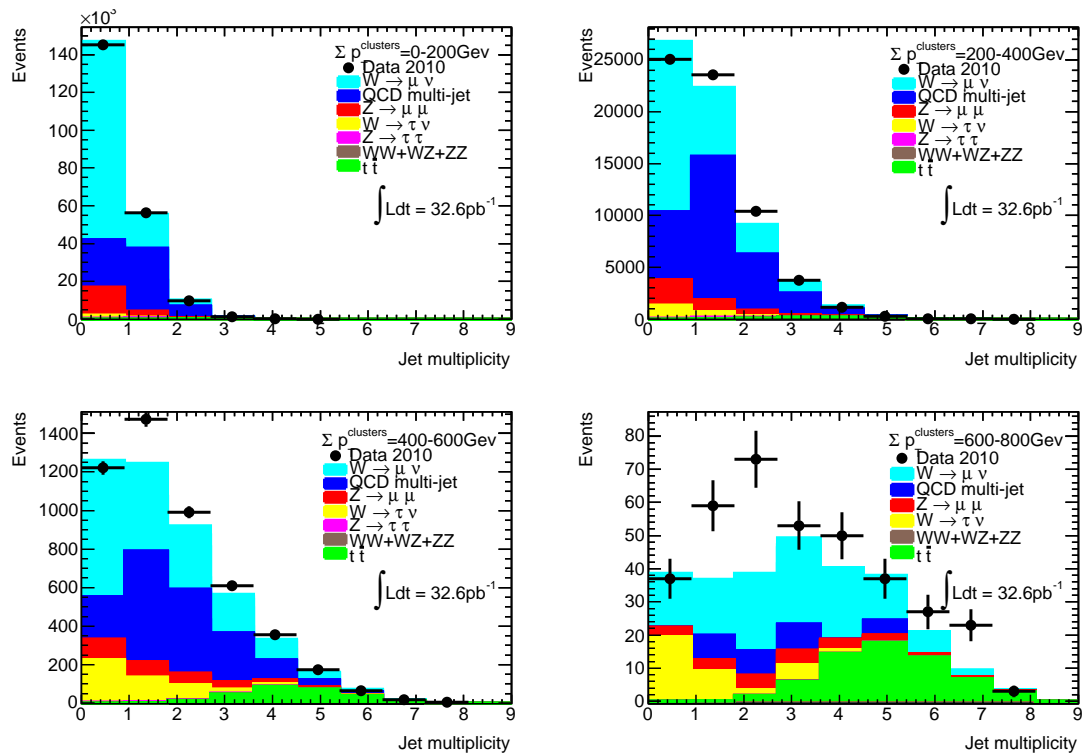 ×10³
Events
140
120
100
80
60
40
20
0
0 1 2 3 4 5 6 7 8 9
Jet multiplicity
Σ p^clusters=0-200Gev
Data 2010
W → μ ν
QCD multi-jet
Z → μ μ
W → τ ν
Z → τ τ
WW+WZ+ZZ
t t̄
∫Ldt = 32.6pb⁻¹
Events
25000
20000
15000
10000
5000
0
0 1 2 3 4 5 6 7 8 9
Jet multiplicity
Σ p^clusters=200-400Gev
Data 2010
W → μ ν
QCD multi-jet
Z → μ μ
W → τ ν
Z → τ τ
WW+WZ+ZZ
t t̄
∫Ldt = 32.6pb⁻¹
Events
1400
1200
1000
800
600
400
200
0
0 1 2 3 4 5 6 7 8 9
Jet multiplicity
Σ p^clusters=400-600Gev
Data 2010
W → μ ν
QCD multi-jet
Z → μ μ
W → τ ν
Z → τ τ
WW+WZ+ZZ
t t̄
∫Ldt = 32.6pb⁻¹
Events
80
70
60
50
40
30
20
10
0
0 1 2 3 4 5 6 7 8 9
Jet multiplicity
Σ p^clusters=600-800Gev
Data 2010
W → μ ν
QCD multi-jet
Z → μ μ
W → τ ν
WW+WZ+ZZ
t t̄
∫Ldt = 32.6pb⁻¹